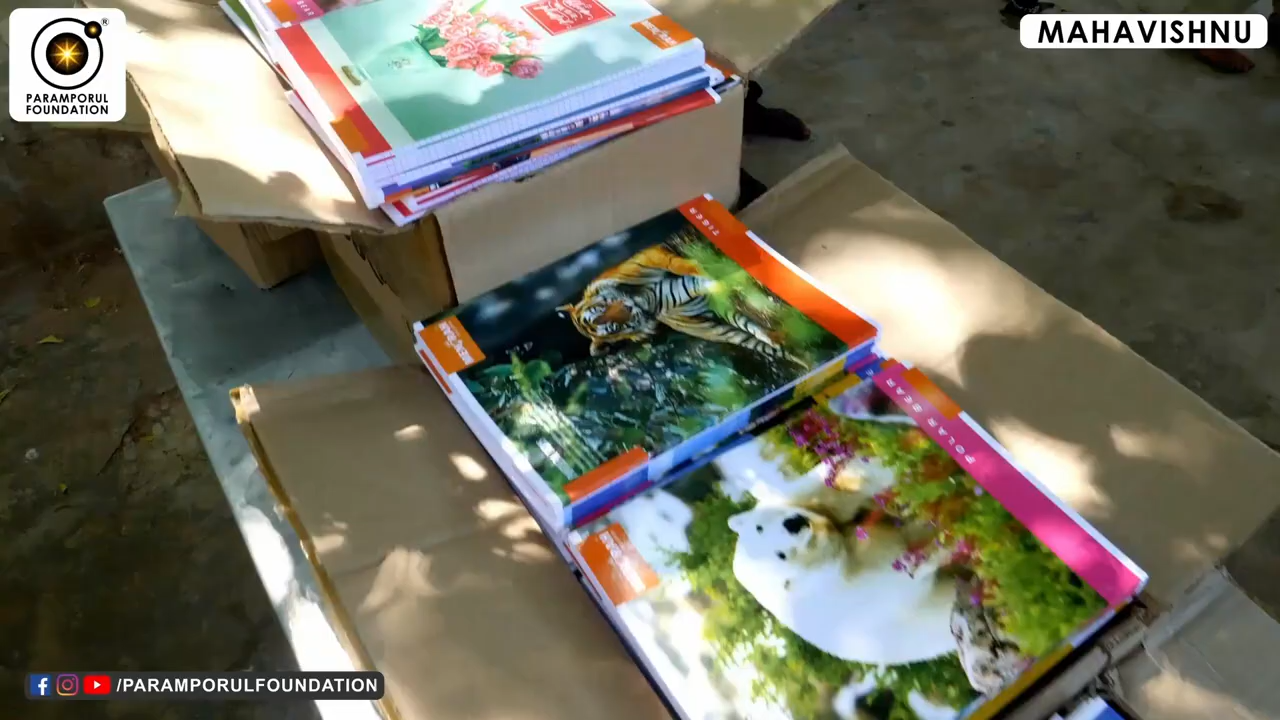 PARAMPORUL
FOUNDATION
®
MAHAVISHNU
TIGER
POLAR BEAR
/PARAMPORULFOUNDATION